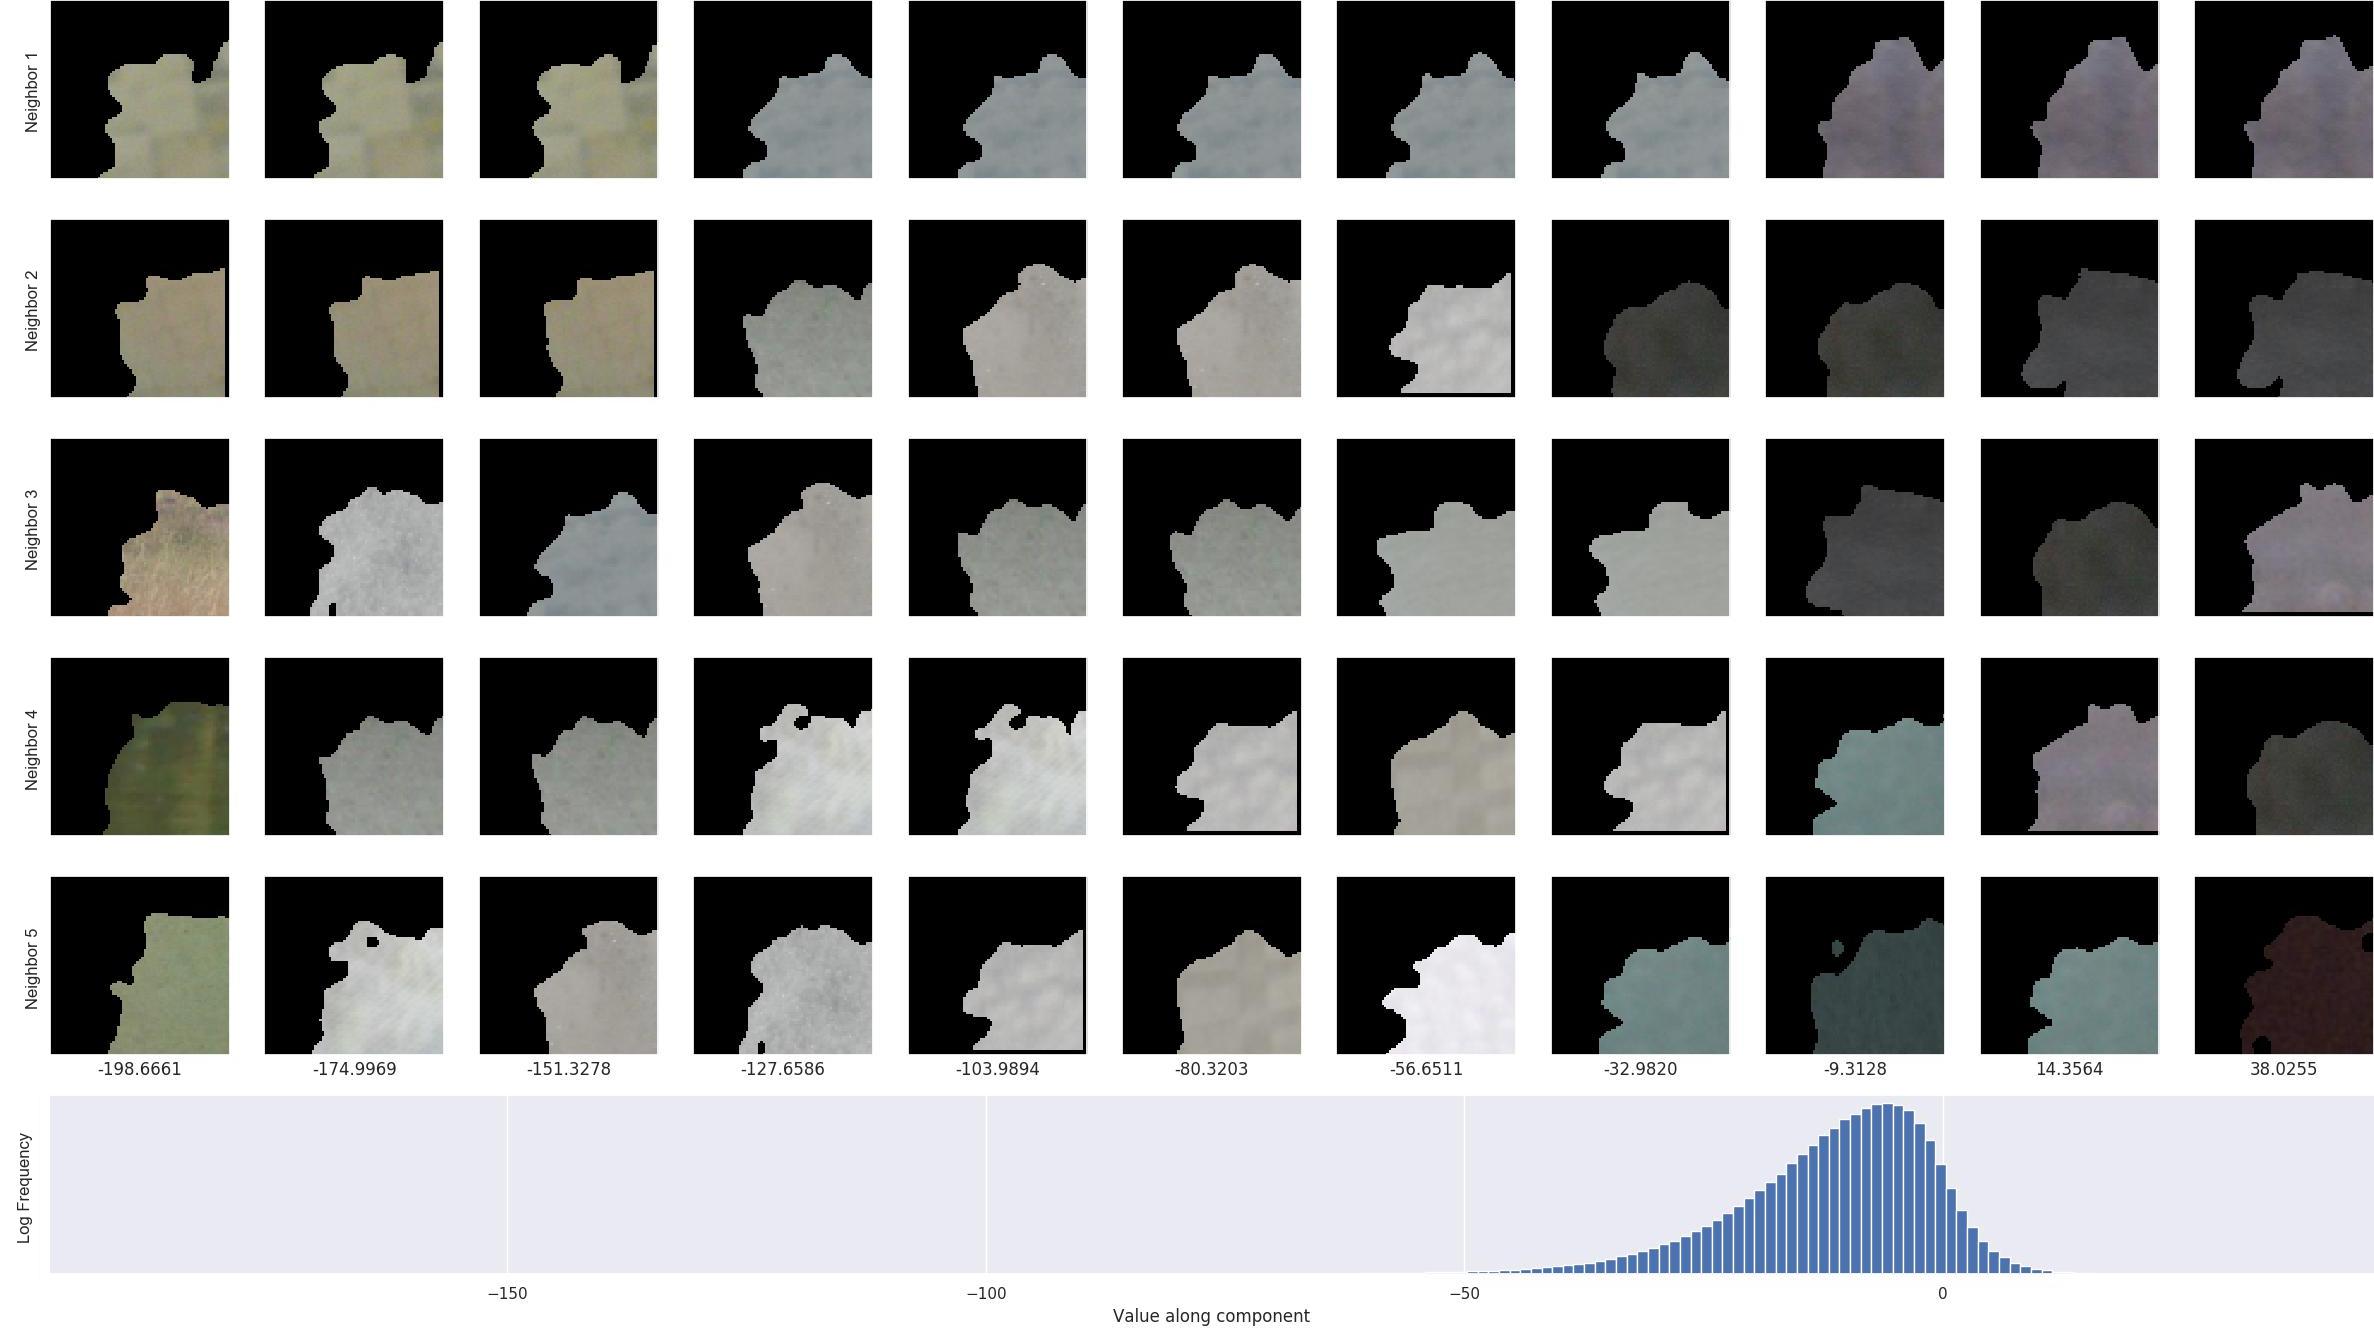 Neighbor 1
Neighbor 2
Neighbor 3
Neighbor 4
Neighbor 5
-198.6661 -174.9969 -151.3278 -127.6586 -103.9894 -80.3203 -56.6511 -32.9820 -9.3128 14.3564 38.0255
Log Frequency
−150 −100 −50 0
Value along component